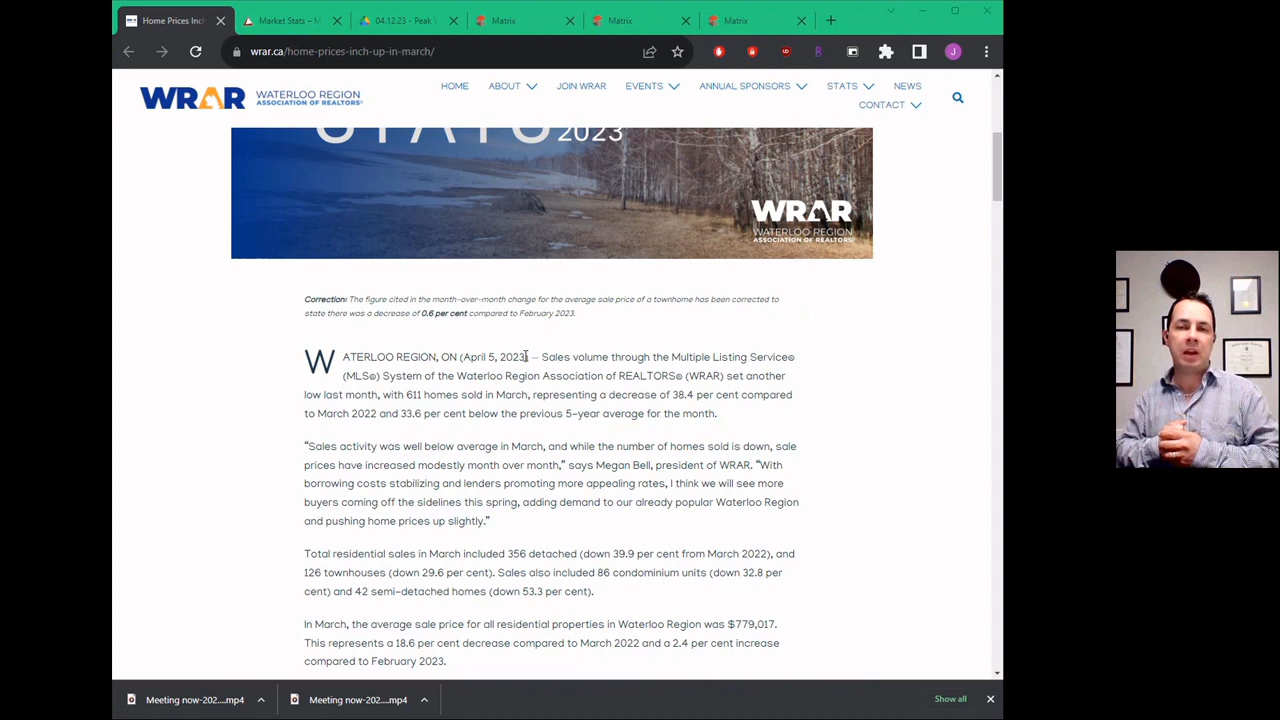 Home Prices Inch
Market Stats – M
04.12.23 – Peak
Matrix
Matrix
Matrix
wrar.ca/home-prices-inch-up-in-march/
J
WRAR WATERLOO REGION
ASSOCIATION OF REALTORS®
HOME ABOUT JOIN WRAR EVENTS ANNUAL SPONSORS STATS NEWS
CONTACT
STATS 2023
WRAR
WATERLOO REGION
ASSOCIATION OF REALTORS®
Correction: The figure cited in the month-over-month change for the average sale price of a townhome has been corrected to
state there was a decrease of 0.6 per cent compared to February 2023.
WATERLOO REGION, ON (April 5, 2023) – Sales volume through the Multiple Listing Service®
(MLS®) System of the Waterloo Region Association of REALTORS® (WRAR) set another
low last month, with 611 homes sold in March, representing a decrease of 38.4 per cent compared
to March 2022 and 33.6 per cent below the previous 5-year average for the month.
“Sales activity was well below average in March, and while the number of homes sold is down, sale
prices have increased modestly month over month,” says Megan Bell, president of WRAR. “With
borrowing costs stabilizing and lenders promoting more appealing rates, I think we will see more
buyers coming off the sidelines this spring, adding demand to our already popular Waterloo Region
and pushing home prices up slightly.”
Total residential sales in March included 356 detached (down 39.9 per cent from March 2022), and
126 townhouses (down 29.6 per cent). Sales also included 86 condominium units (down 32.8 per
cent) and 42 semi-detached homes (down 53.3 per cent).
In March, the average sale price for all residential properties in Waterloo Region was $779,017.
This represents a 18.6 per cent decrease compared to March 2022 and a 2.4 per cent increase
compared to February 2023.
Meeting now-202....mp4
Meeting now-202....mp4
Show all